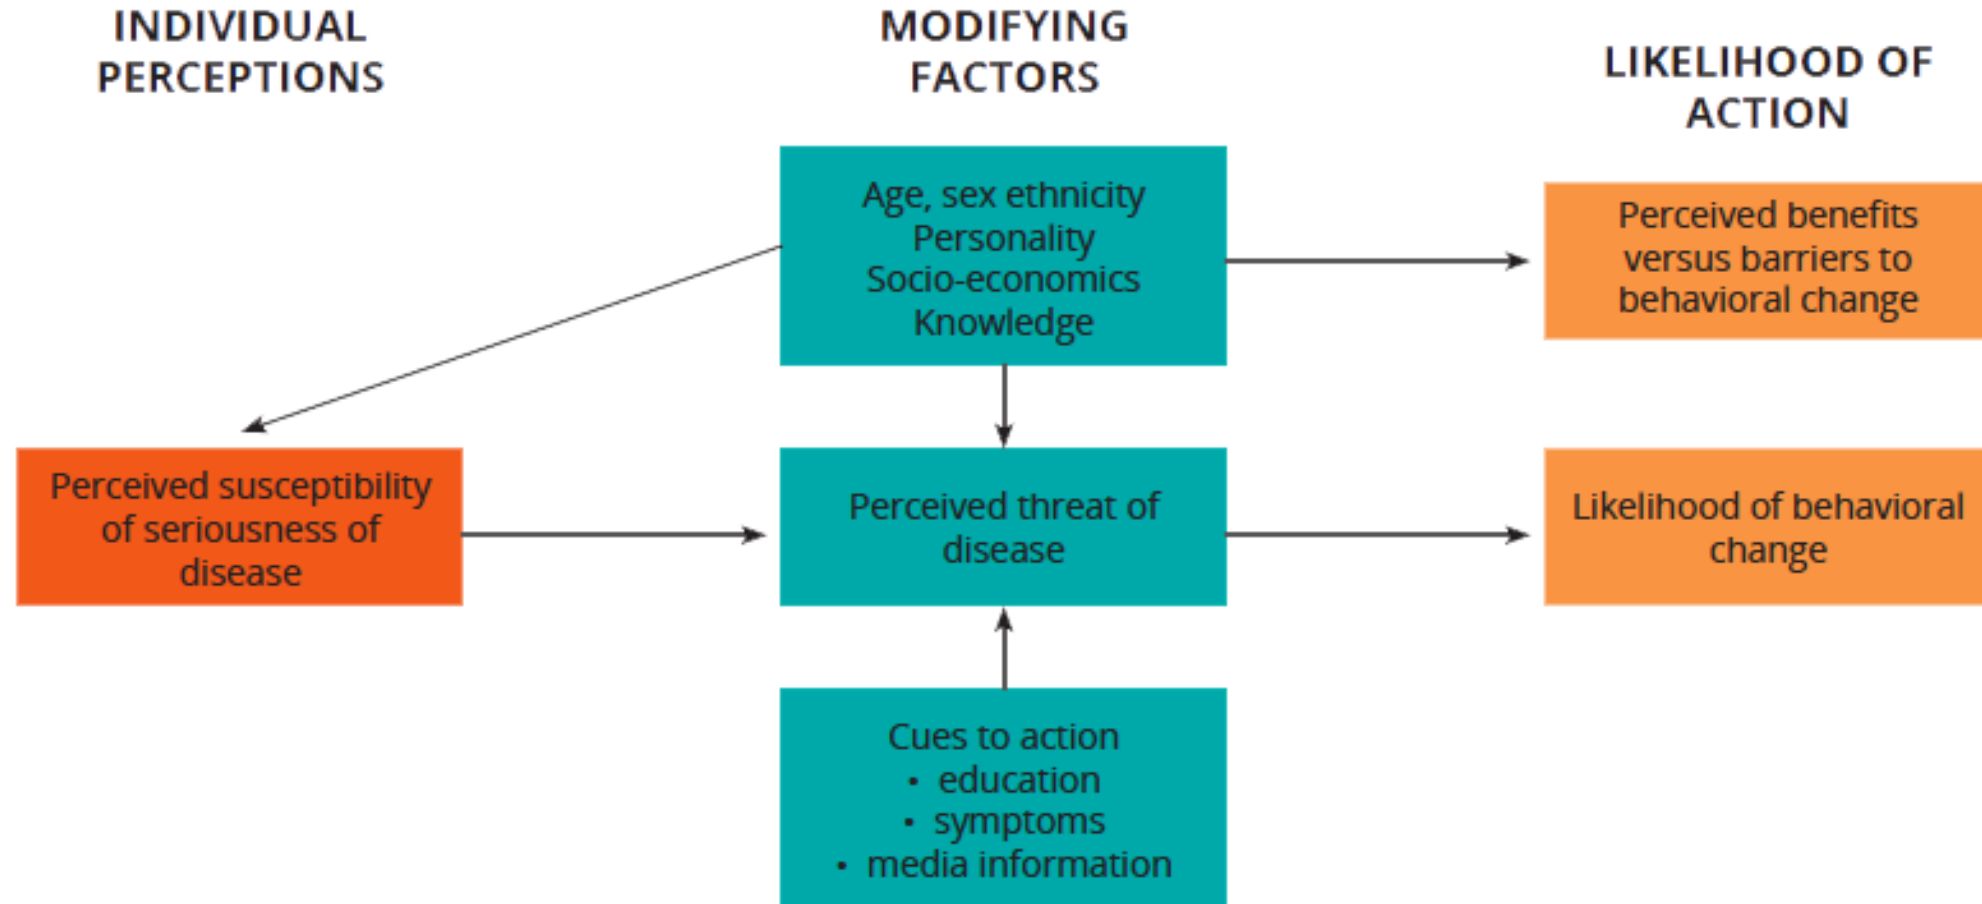 INDIVIDUAL
PERCEPTIONS
MODIFYING
FACTORS
LIKELIHOOD OF
ACTION
Age, sex ethnicity
Personality
Socio-economics
Knowledge
Perceived benefits
versus barriers to
behavioral change
Perceived susceptibility
of seriousness of
disease
Perceived threat of
disease
Likelihood of behavioral
change
Cues to action
• education
• symptoms
• media information